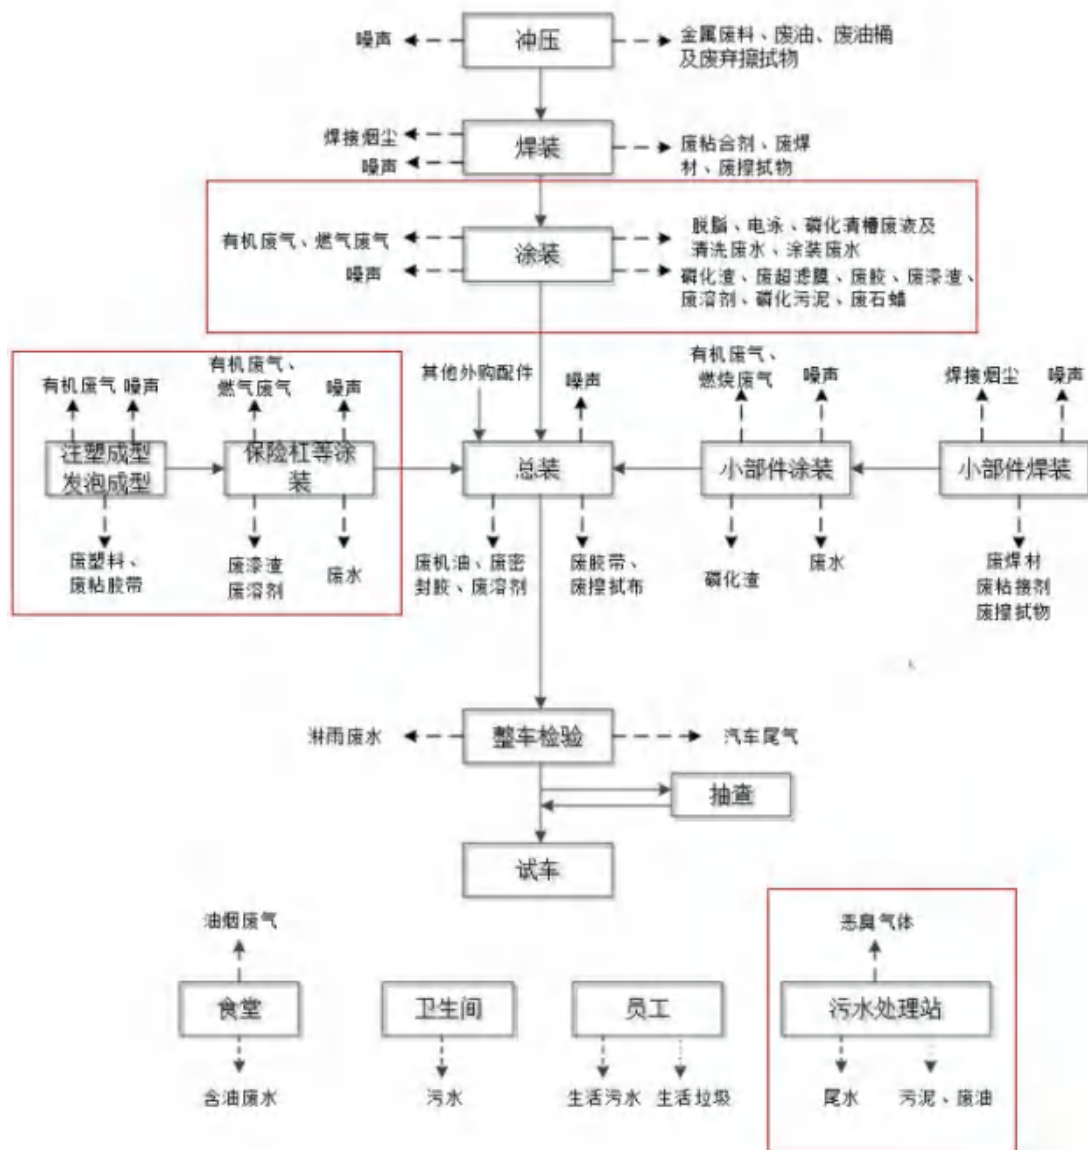 噪声
冲压
金属废料、废油、废油桶
及废弃擦拭物
焊接烟尘
噪声
焊装
废粘合剂、废焊
材、废擦拭物
有机废气、燃气废气
噪声
涂装
脱脂、电泳、磷化清槽废液及
清洗废水、涂装废水
磷化渣、废超滤膜、废胶、废漆渣、
废溶剂、磷化污泥、废石蜡
有机废气
噪声
有机废气、
燃气废气
噪声
其他外购配件
噪声
有机废气、
燃烧废气
噪声
焊接烟尘
噪声
注塑成型
发泡成型
保险杠等涂
装
总装
小部件涂装
小部件焊装
废塑料、
废粘胶带
废漆渣
废溶剂
废水
废机油、废密
封胶、废溶剂
废胶带、
废擦拭布
磷化渣
废水
废焊材
废粘接剂
废擦拭物
淋雨废水
整车检验
汽车尾气
抽查
试车
油烟废气
恶臭气体
食堂
卫生间
员工
污水处理站
含油废水
污水
生活污水
生活垃圾
尾水
污泥、废油